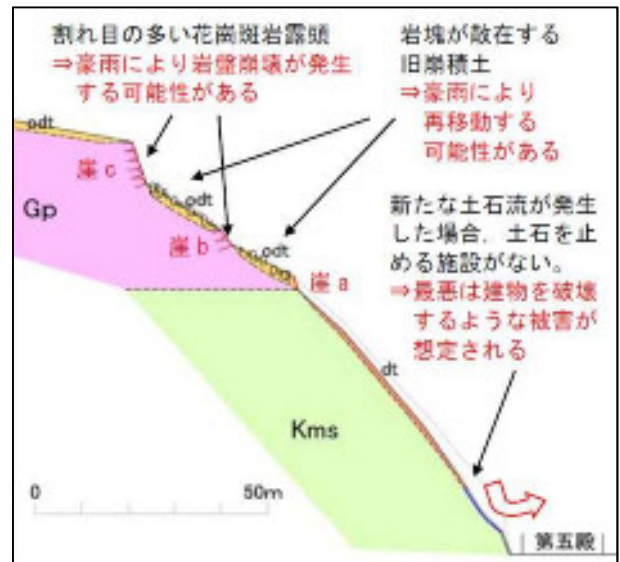 割れ目の多い花崗斑岩露頭
⇒豪雨により岩盤崩壊が発生
する可能性がある
岩塊が散在する
旧崩積土
⇒豪雨により
再移動する
可能性がある
odt
崖c
odt
Gp
崖b
odt
崖a
新たな土石流が発生
した場合、土石を止
める施設がない。
⇒最悪は建物を破壊
するような被害が
想定される
dt
Kms
0 50m
第五殿